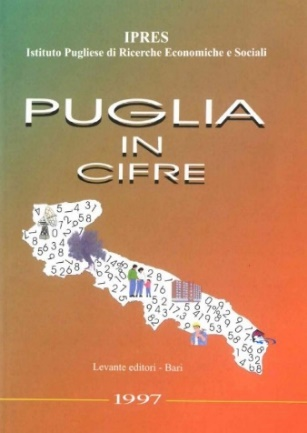 IPRES
Istituto Pugliese di Ricerche Economiche e Sociali
PUGLIA
IN
CIFRE
Levante editori - Bari
1997